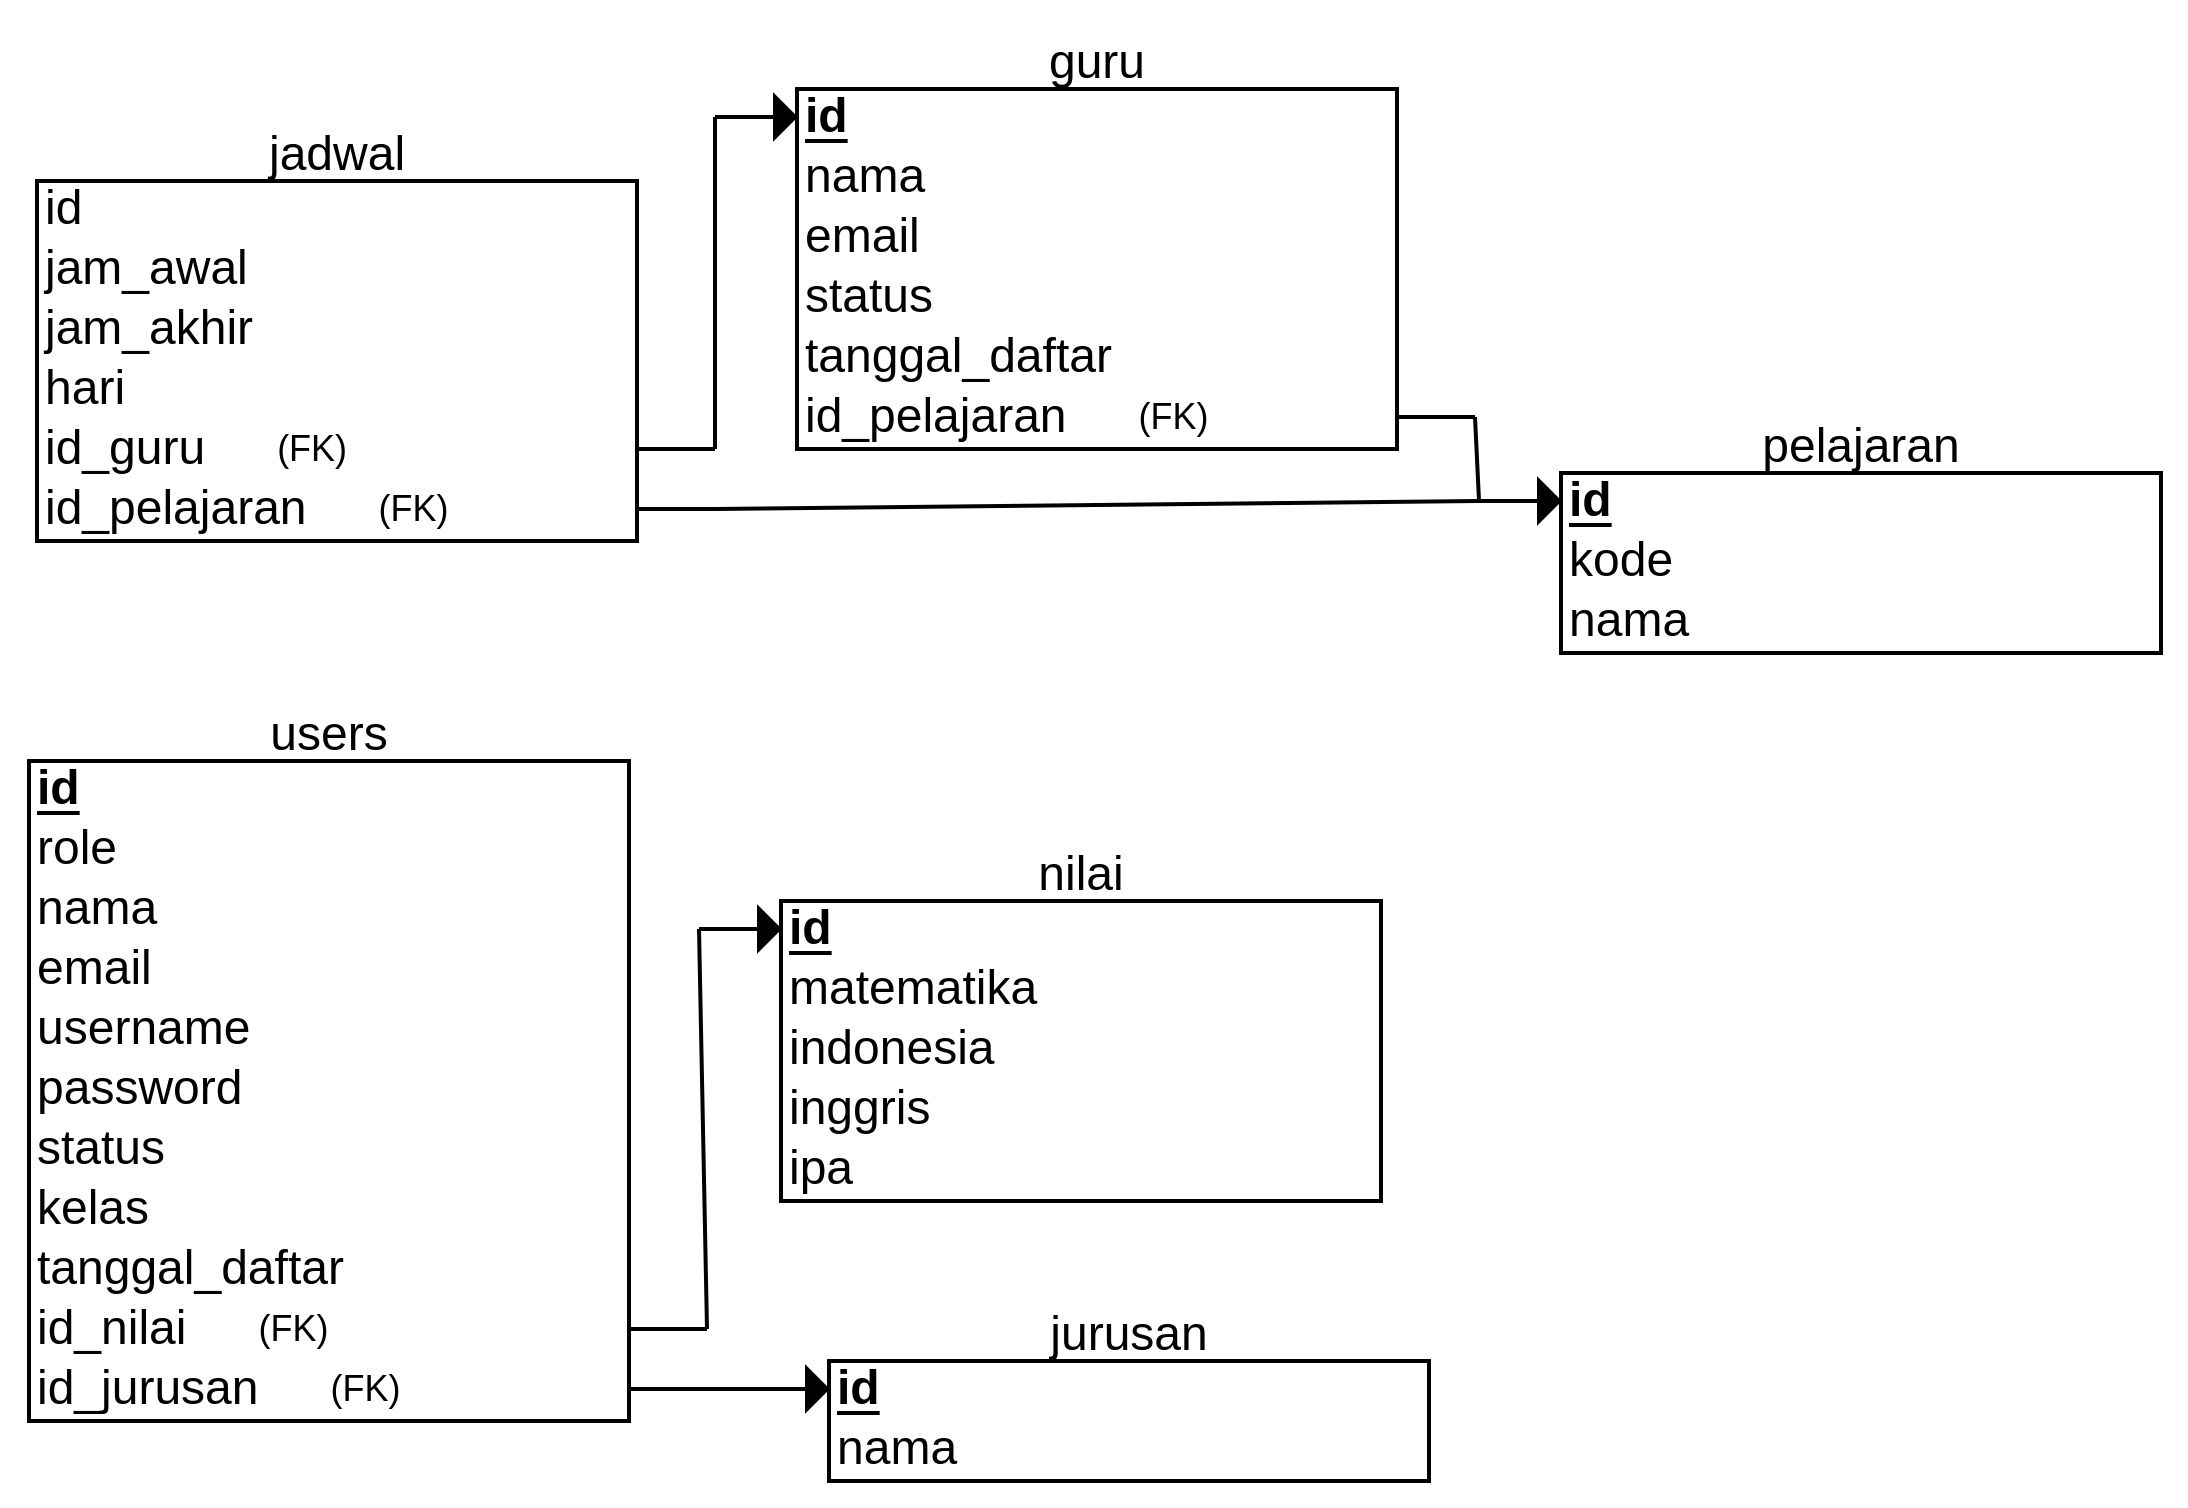 jadwal
id
jam_awal
jam_akhir
hari
id_guru (FK)
id_pelajaran (FK)
guru
id
nama
email
status
tanggal_daftar
id_pelajaran (FK)
pelajaran
id
kode
nama
users
id
role
nama
email
username
password
status
kelas
tanggal_daftar
id_nilai (FK)
id_jurusan (FK)
nilai
id
matematika
indonesia
inggris
ipa
jurusan
id
nama